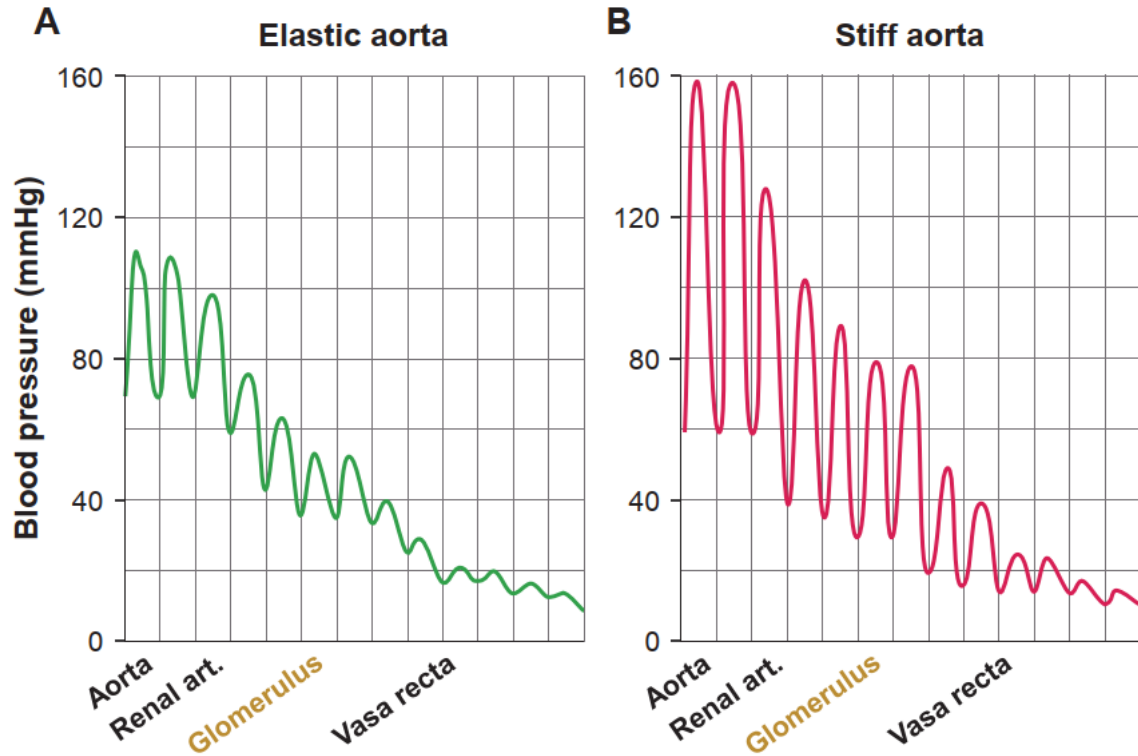 A
Elastic aorta
Blood pressure (mmHg)
160
120
80
40
0
Aorta
Renal art.
Glomerulus
Vasa recta
B
Stiff aorta
160
120
80
40
0
Aorta
Renal art.
Glomerulus
Vasa recta